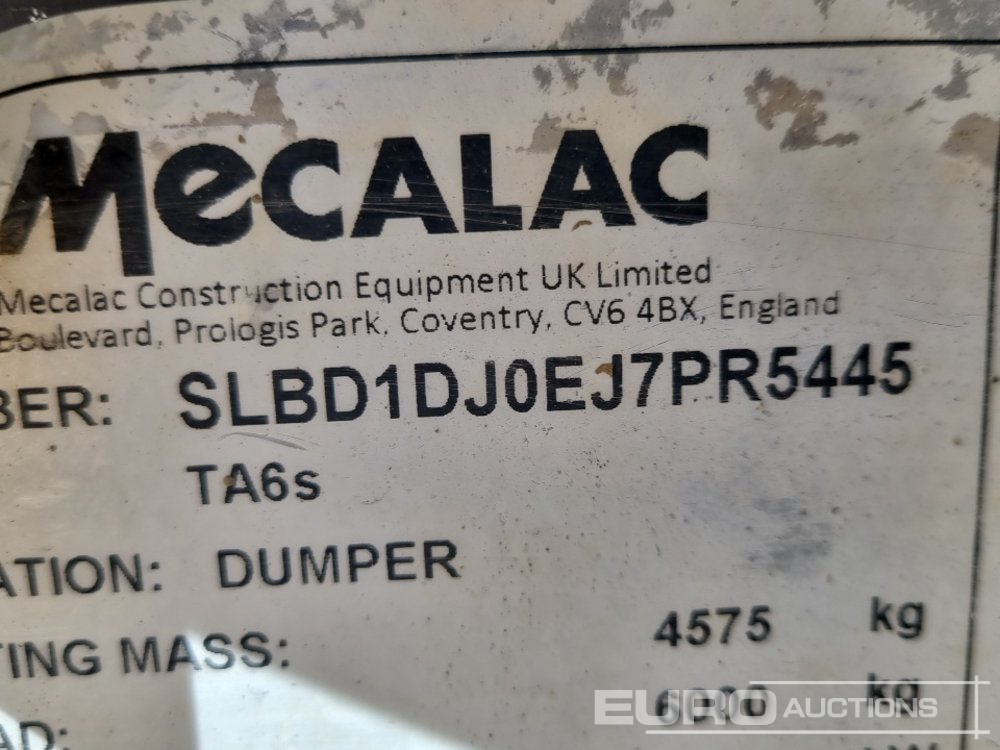 MECALAC
Mecalac Construction Equipment UK Limited
Boulevard, Prologis Park, Coventry, CV6 4BX, England
BER: SLBD1DJ0EJ7PR5445
TA6s
ATION: DUMPER
TING MASS: 4575 kg
AD: kg
EURO AUCTIONS